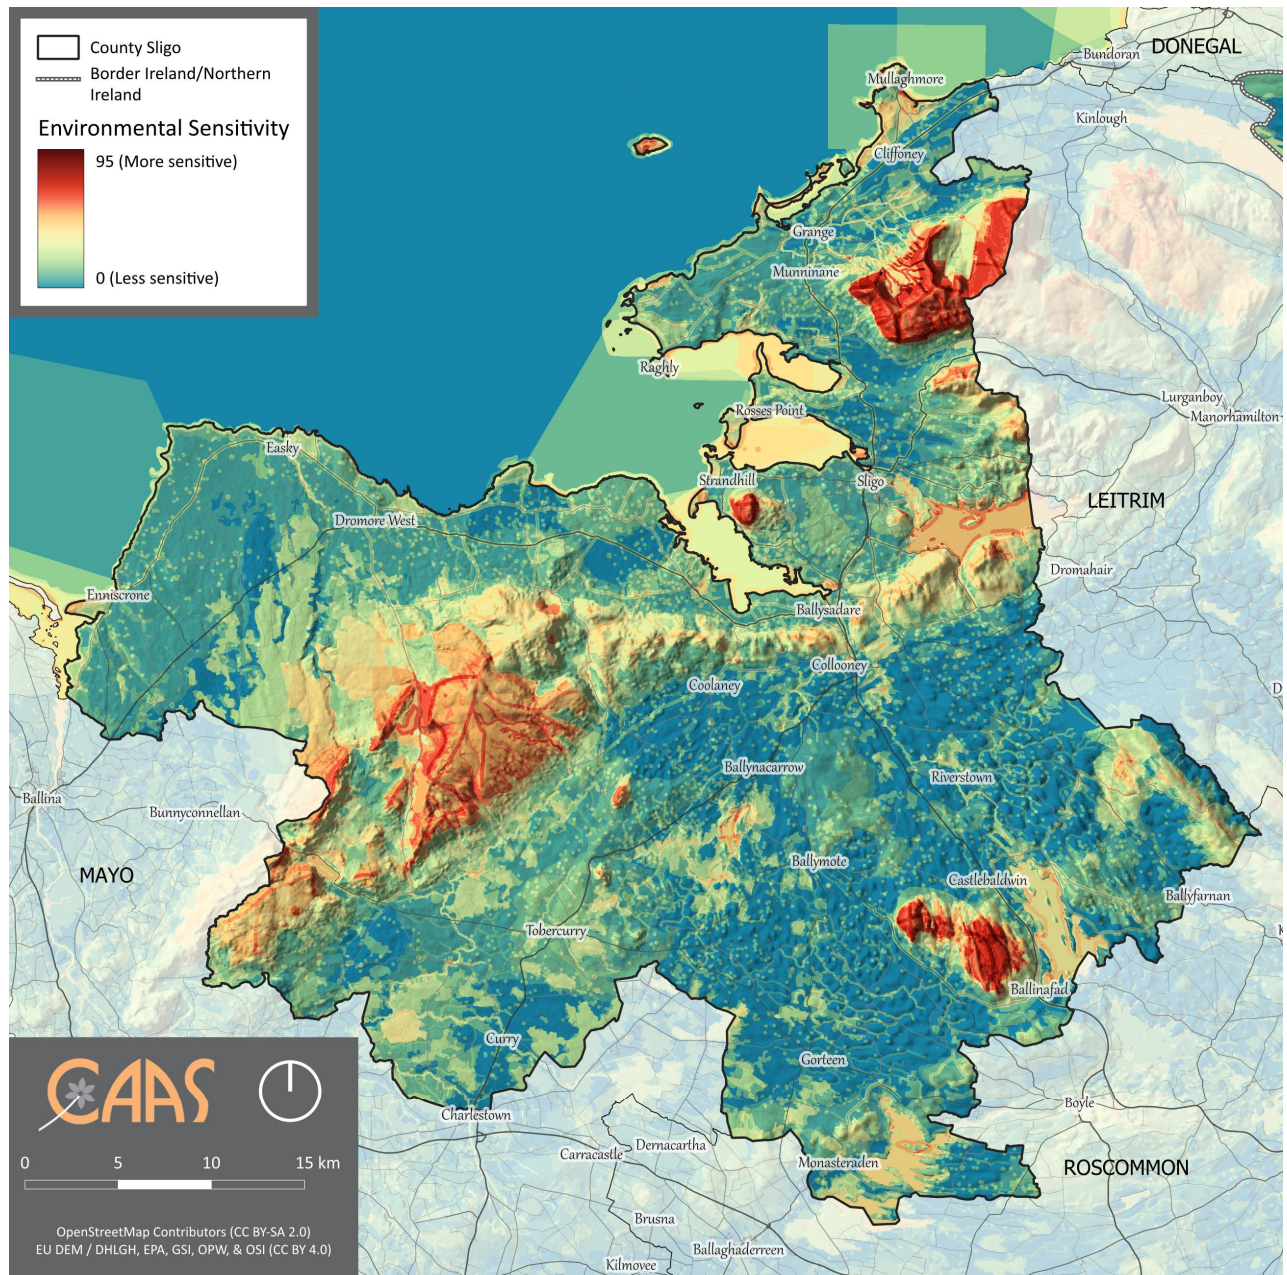 County Sligo
Border Ireland/Northern
Ireland
Environmental Sensitivity
95 (More sensitive)
0 (Less sensitive)
DONEGAL
Bundoran
Mullaghmore
Kinlough
Cliffoney
Grange
Munninane
Raghly
Lurganboy
Manorhamilton
Rosses Point
Easky
Strandhill
Sligo
LEITRIM
Dromore West
Dromahair
Enniscrone
Ballysadare
Collooney
Coolaney
D
Ballynacarrow
Riverstown
Ballina
Bunnyconnellan
Ballymote
MAYO
Castlebaldwin
Ballyfarnan
Tobercurry
K
Ballinafad
Curry
Gorteen
Charlestown
Boyle
Dernacartha
Carracastle
Monasteraden
ROSCOMMON
Brusna
Ballaghaderreen
Kilmovee
CAAS
0 5 10 15 km
OpenStreetMap Contributors (CC BY-SA 2.0)
EU DEM / DHLGH, EPA, GSI, OPW, & OSI (CC BY 4.0)